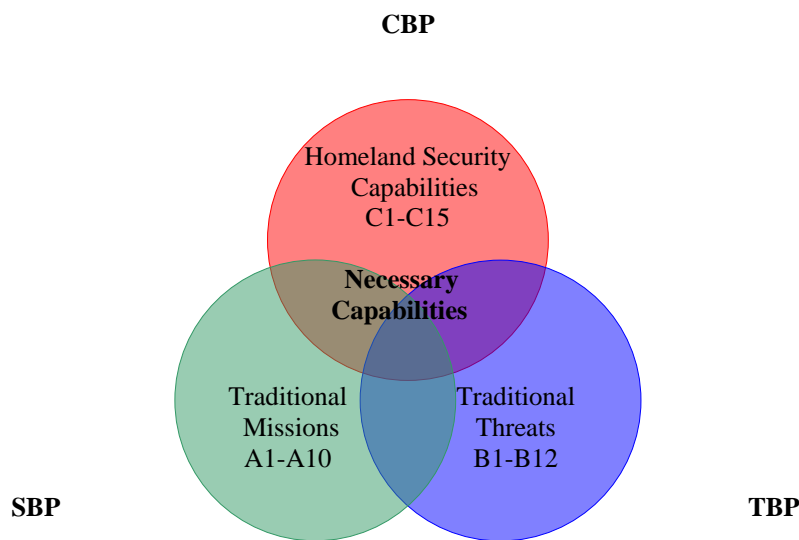 CBP
Homeland Security
Capabilities
C1-C15
Necessary
Capabilities
Traditional
Missions
A1-A10
Traditional
Threats
B1-B12
SBP
TBP